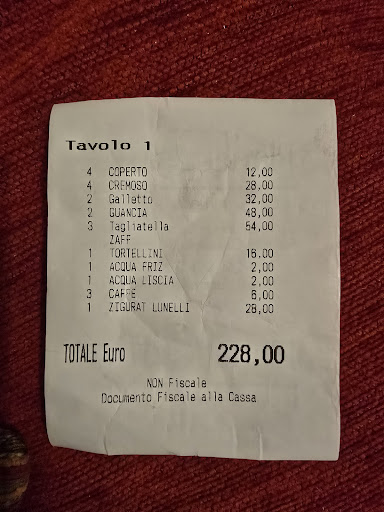 Tavolo 1
4 COPERTO 12,00
4 CREMOSO 28,00
2 Galletto 32,00
2 GUANCIA 48,00
3 Tagliatella 54,00
ZAFF
1 TORTELLINI 16,00
1 ACQUA FRIZ 2,00
1 ACQUA LISCIA 2,00
3 CAFFE 6,00
1 ZIGURAT LUNELLI 28,00
TOTALE Euro 228,00
NON Fiscale
Documento Fiscale alla Cassa